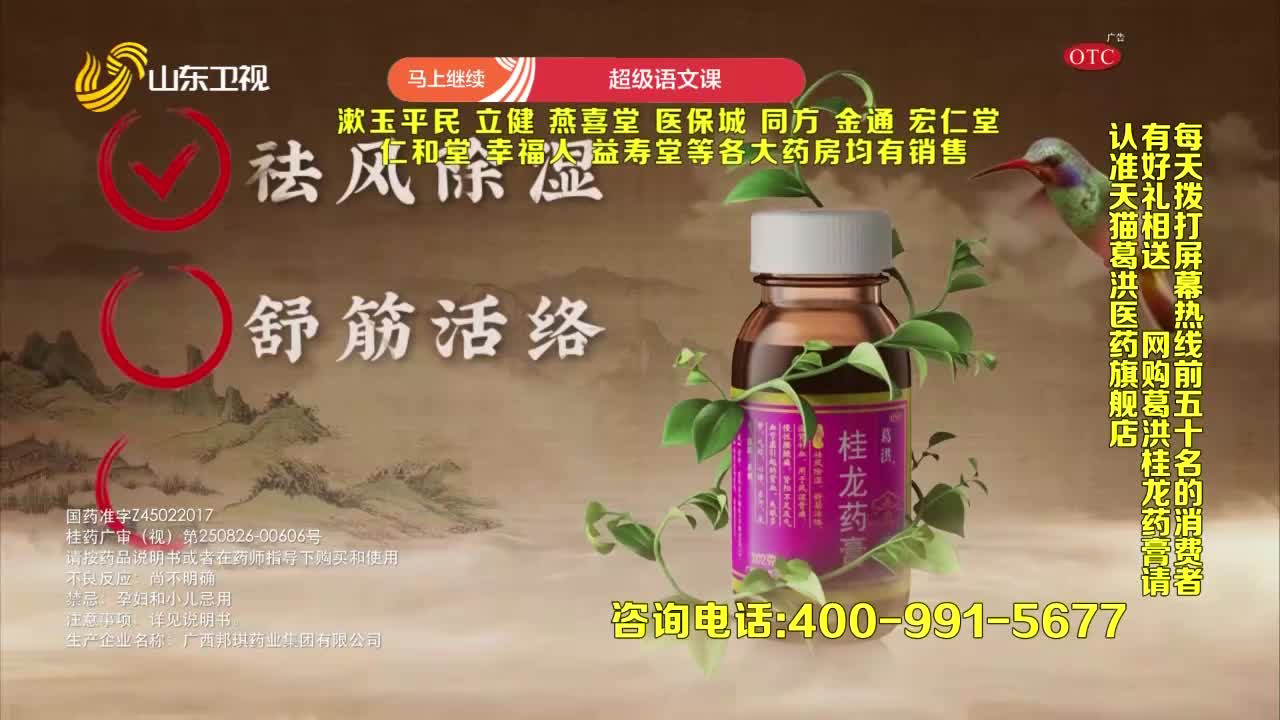 山东卫视
马上继续 超级语文课
广告
OTC
漱玉平民 立健 燕喜堂 医保城 同方 金通 宏仁堂
仁和堂 幸福人 益寿堂等各大药房均有销售
祛风除湿
舒筋活络
每天拨打屏幕热线前五十名的消费者
有好礼相送 网购葛洪桂龙药膏请
认准天猫葛洪医药旗舰店
葛洪
桂龙药膏
国药准字Z45022017
桂药广审（视）第250826-00606号
请按药品说明书或者在药师指导下购买和使用
不良反应：尚不明确
禁忌：孕妇和小儿忌用
注意事项：详见说明书。
生产企业名称：广西邦琪药业集团有限公司
咨询电话:400-991-5677